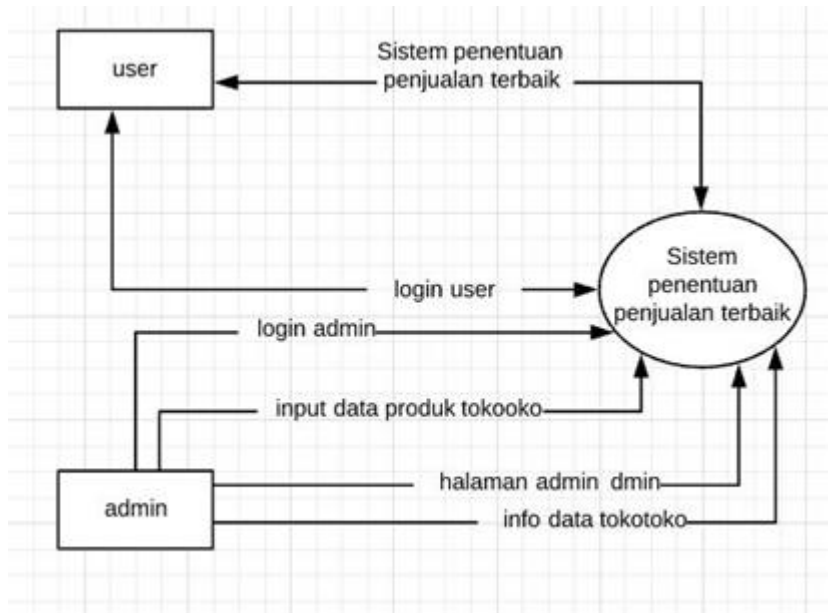 user
Sistem penentuan
penjualan terbaik
Sistem
penentuan
penjualan terbaik
login user
login admin
input data produk tokooko
halaman admin dmin
admin
info data tokotoko